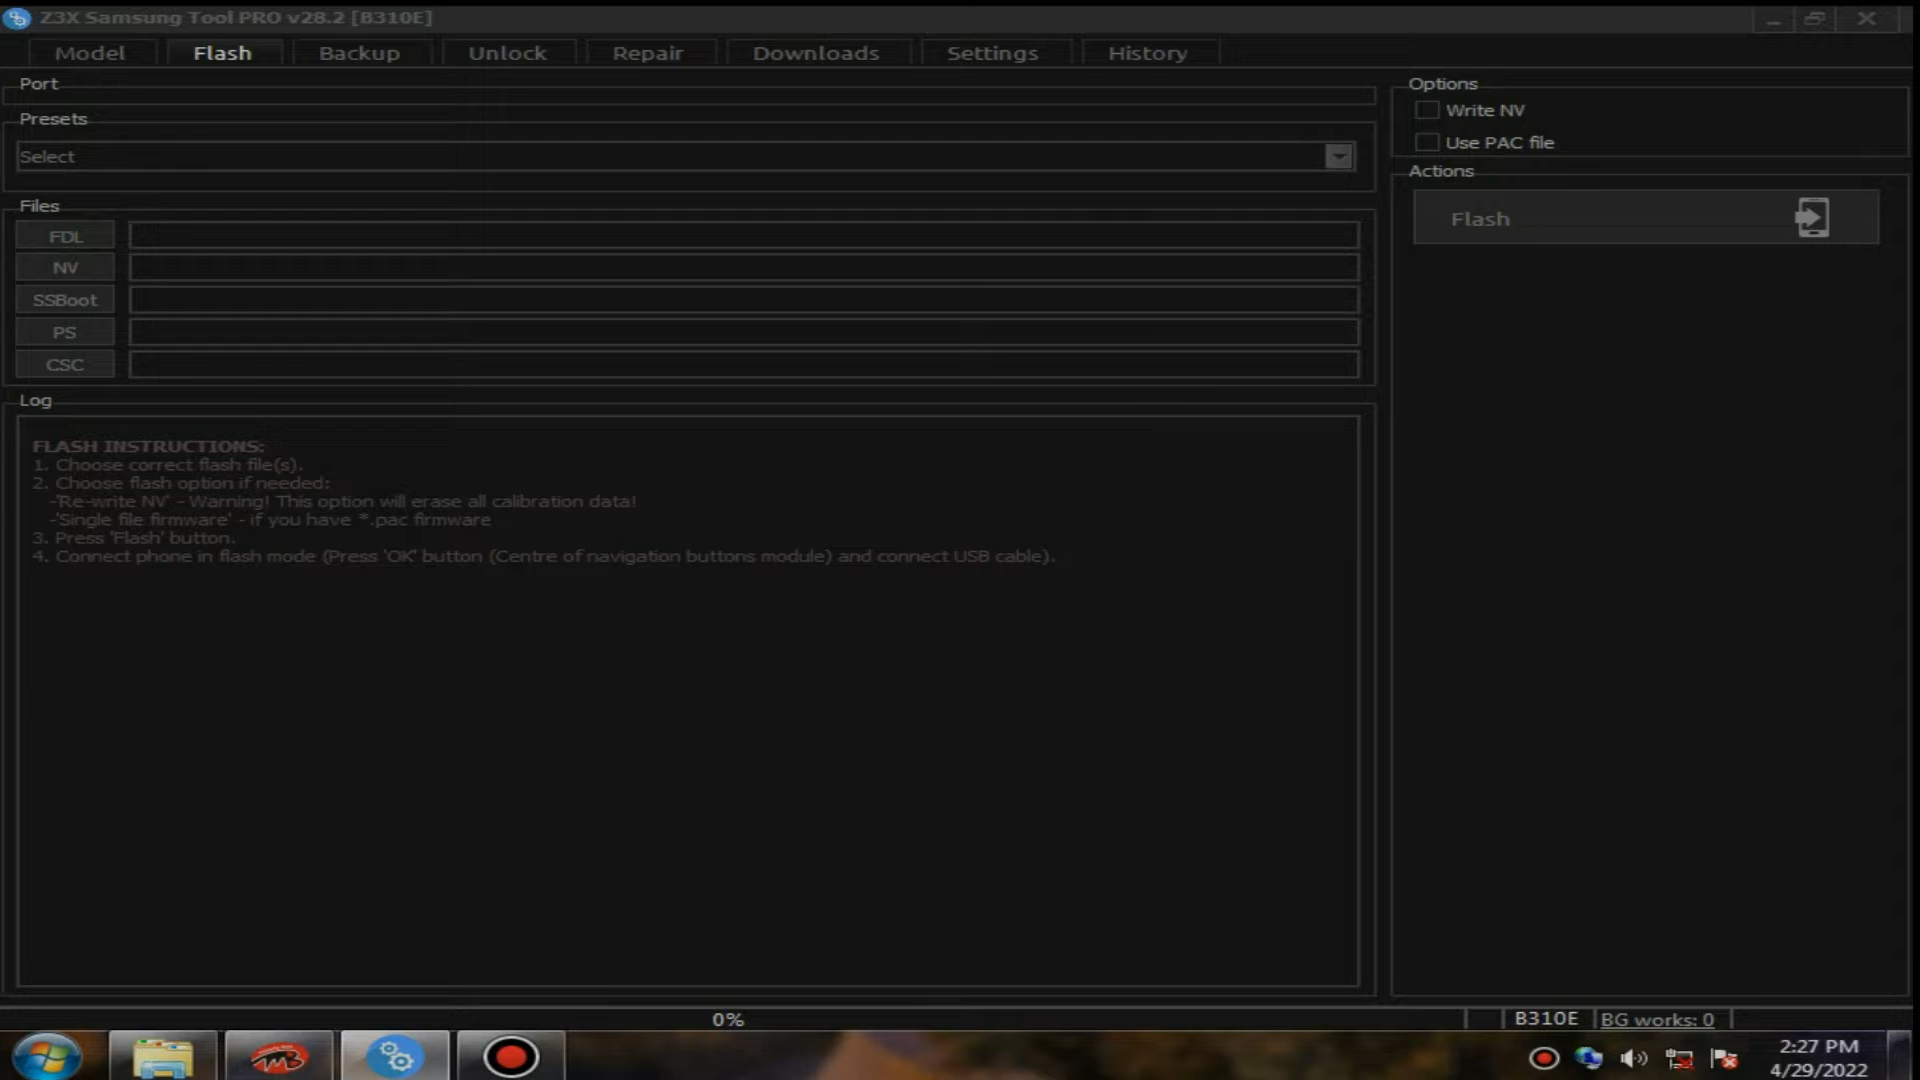 Z3X Samsung Tool PRO v28.2 [B310E]
Model Flash Backup Unlock Repair Downloads Settings History
Port
Presets
Select
Files
FDL
NV
SSBoot
PS
CSC
Log
FLASH INSTRUCTIONS:
1. Choose correct flash file(s).
2. Choose flash option if needed:
-'Re-write NV' - Warning! This option will erase all calibration data!
-'Single file firmware' - if you have *.pac firmware
3. Press 'Flash' button.
4. Connect phone in flash mode (Press 'OK' button (Centre of navigation buttons module) and connect USB cable).
Options
Write NV
Use PAC file
Actions
Flash
0%
B310E
BG works: 0
MB
2:27 PM
4/29/2022